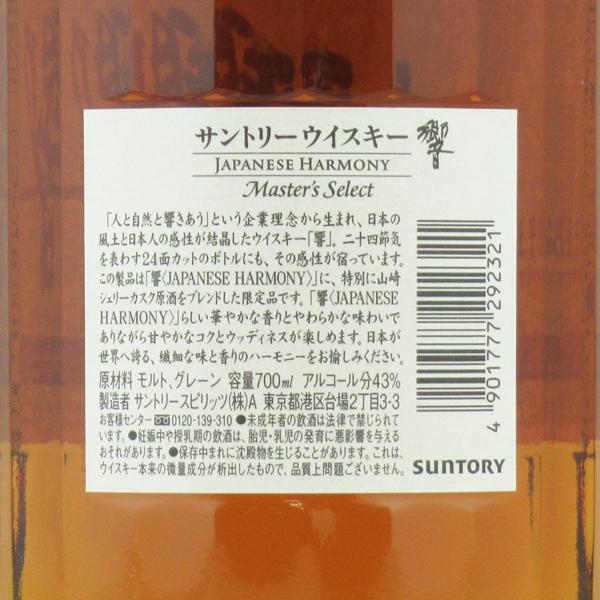 サントリーウイスキー 響
JAPANESE HARMONY
Master's Select
「人と自然と響きあう」という企業理念から生まれ、日本の
風土と日本人の感性が結晶したウイスキー「響」。二十四節気
を表わす24面カットのボトルにも、その感性が宿っています。
この製品は「響〈JAPANESE HARMONY〉」に、特別に山崎
シェリーカスク原酒をブレンドした限定品です。「響〈JAPANESE
HARMONY〉」らしい華やかな香りとやわらかな味わいで
ありながら甘やかなコクとウッディネスが楽しめます。日本が
世界へ誇る、繊細な味と香りのハーモニーをお愉しみください。
原材料 モルト、グレーン 容量700ml アルコール分43%
製造者 サントリースピリッツ(株)A 東京都港区台場2丁目3-3
お客様センター 0120-139-310 ●未成年者の飲酒は法律で禁じられて
います。●妊娠中や授乳期の飲酒は、胎児・乳児の発育に悪影響を与える
おそれがあります。●保存中まれに沈殿物を生じることがあります。これは、
ウイスキー本来の微量成分が析出したもので、品質上問題ございません。
4 901777 292321
SUNTORY